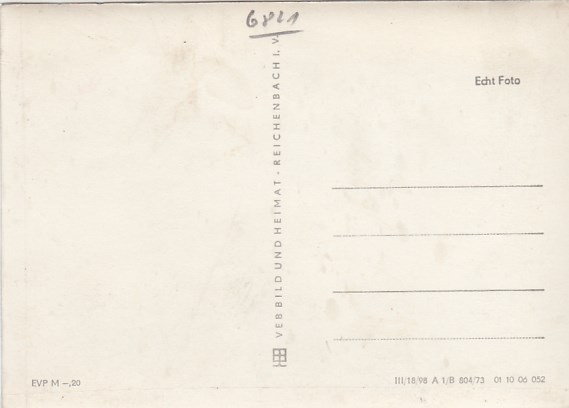 6821
Echt Foto
VEB BILD UND HEIMAT · REICHENBACH I. V.
EVP M –,20
III/18/98 A 1/B 804/73 01 10 06 052